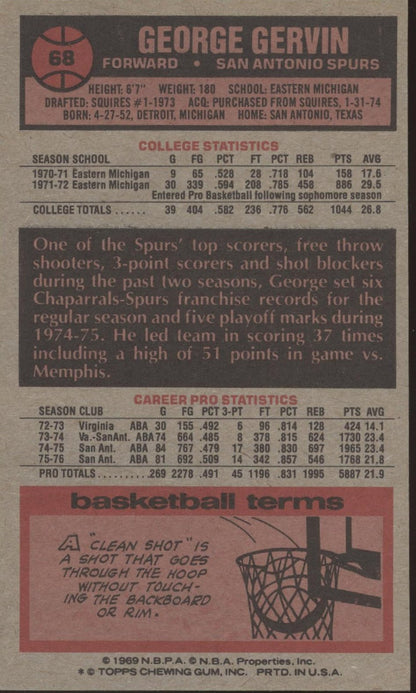 68
GEORGE GERVIN
FORWARD • SAN ANTONIO SPURS
HEIGHT: 6'7" WEIGHT: 180 SCHOOL: EASTERN MICHIGAN
DRAFTED: SQUIRES #1-1973 ACQ: PURCHASED FROM SQUIRES, 1-31-74
BORN: 4-27-52, DETROIT, MICHIGAN HOME: SAN ANTONIO, TEXAS
COLLEGE STATISTICS
SEASON SCHOOL G FG PCT FT PCT REB PTS AVG
1970-71 Eastern Michigan 9 65 .528 28 .718 104 158 17.6
1971-72 Eastern Michigan 30 339 .594 208 .785 458 886 29.5
Entered Pro Basketball following sophomore season
COLLEGE TOTALS ...... 39 404 .582 236 .776 562 1044 26.8
One of the Spurs' top scorers, free throw
shooters, 3-point scorers and shot blockers
during the past two seasons, George set six
Chaparrals-Spurs franchise records for the
regular season and five playoff marks during
1974-75. He led team in scoring 37 times
including a high of 51 points in game vs.
Memphis.
CAREER PRO STATISTICS
SEASON CLUB G FG PCT 3-PT FT PCT REB PTS AVG
72-73 Virginia ABA 30 155 .492 6 96 .814 128 424 14.1
73-74 Va.-SanAnt. ABA 74 664 .485 8 378 .815 624 1730 23.4
74-75 San Ant. ABA 84 767 .479 17 380 .830 697 1965 23.4
75-76 San Ant. ABA 81 692 .509 14 342 .857 546 1768 21.8
PRO TOTALS .............. 269 2278 .491 45 1196 .831 1995 5887 21.9
basketball terms
A "CLEAN SHOT" IS
A SHOT THAT GOES
THROUGH THE HOOP
WITHOUT TOUCH-
ING THE BACKBOARD
OR RIM.
© 1969 N.B.P.A. © N.B.A. Properties, Inc.
* © TOPPS CHEWING GUM, INC. PRTD. IN U.S.A.